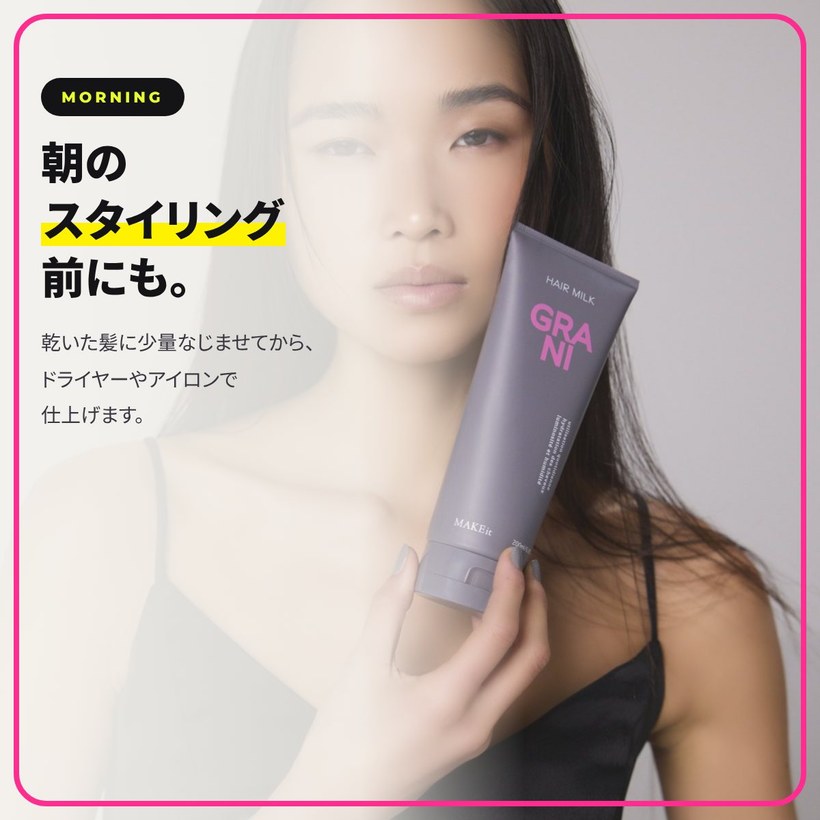 MORNING
朝の
スタイリング
前にも。
乾いた髪に少量なじませてから、
ドライヤーやアイロンで
仕上げます。
HAIR MILK
GRA
NI
MAKEit